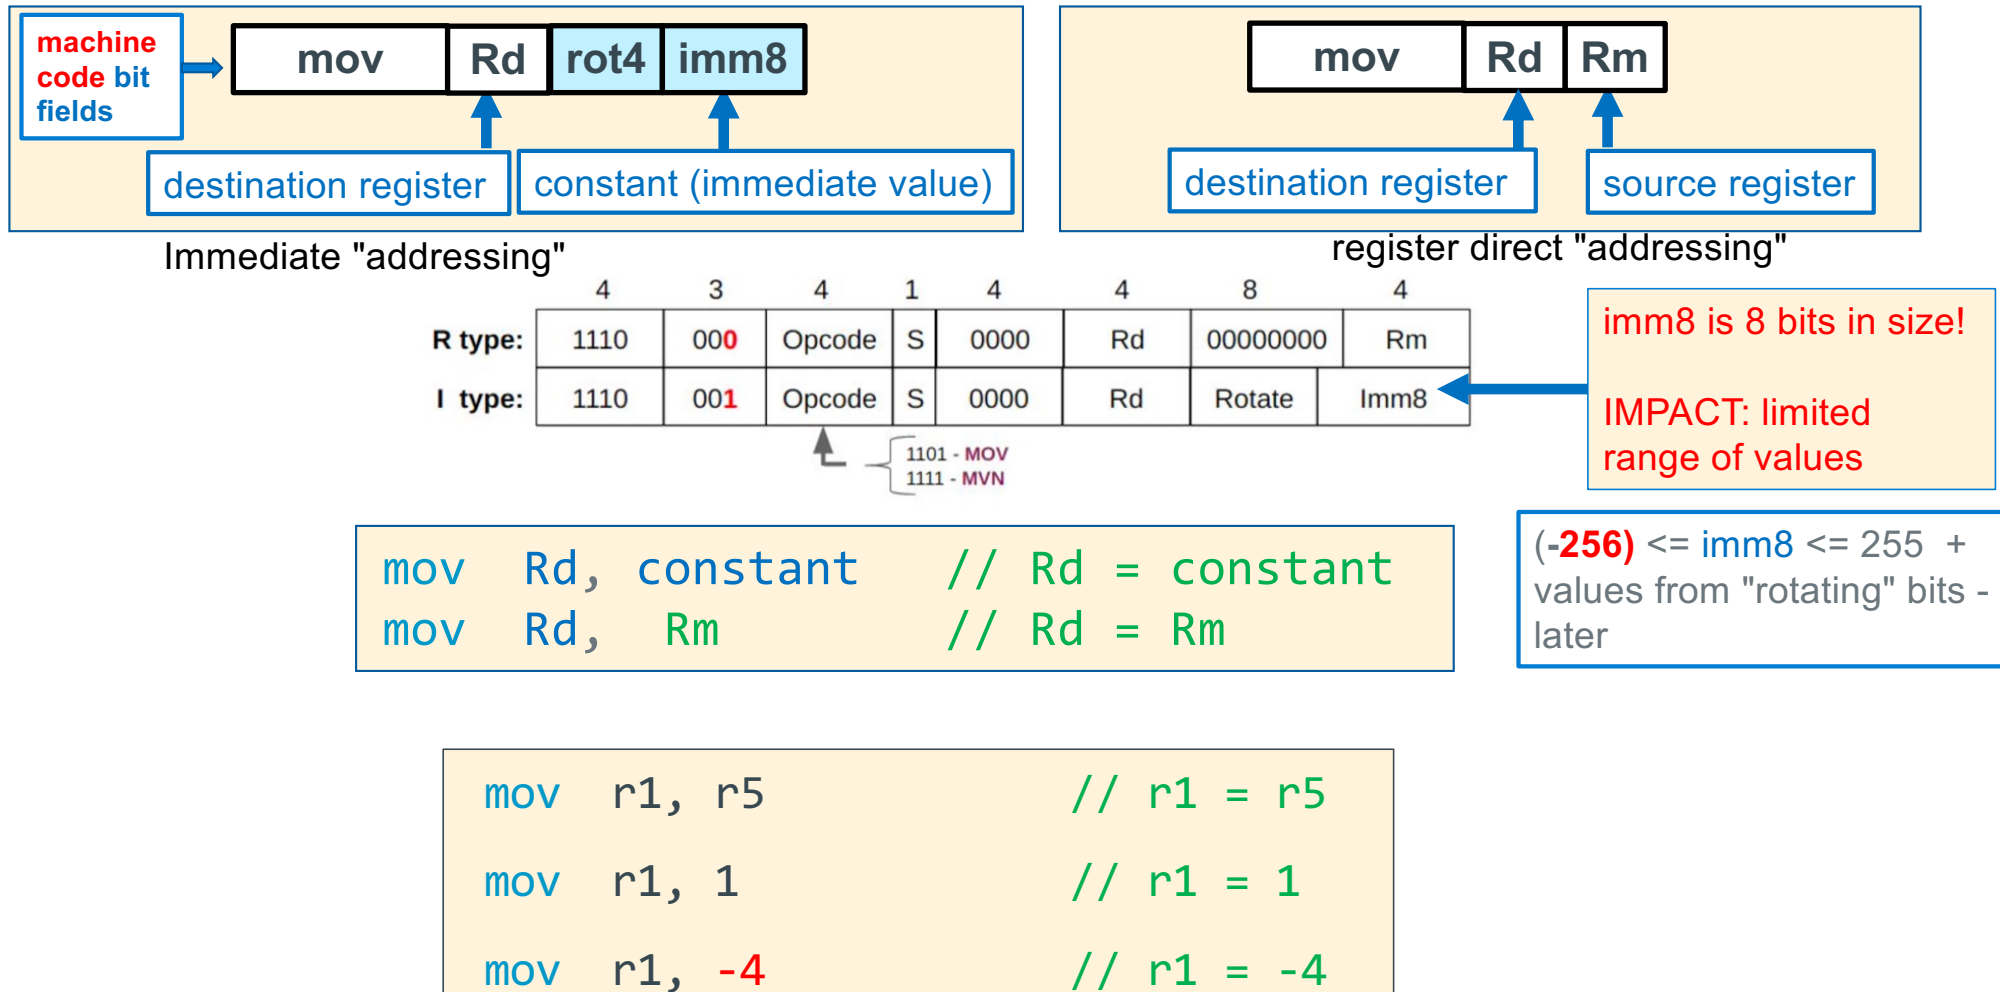 machine
code bit
fields
mov Rd rot4 imm8
destination register
constant (immediate value)
Immediate "addressing"
mov Rd Rm
destination register
source register
register direct "addressing"
4 3 4 1 4 4 8 4
R type: 1110 000 Opcode S 0000 Rd 00000000 Rm
I type: 1110 001 Opcode S 0000 Rd Rotate Imm8
1101 - MOV
1111 - MVN
imm8 is 8 bits in size!
IMPACT: limited
range of values
mov Rd, constant // Rd = constant
mov Rd, Rm // Rd = Rm
(-256) <= imm8 <= 255 +
values from "rotating" bits -
later
mov r1, r5 // r1 = r5
mov r1, 1 // r1 = 1
mov r1, -4 // r1 = -4